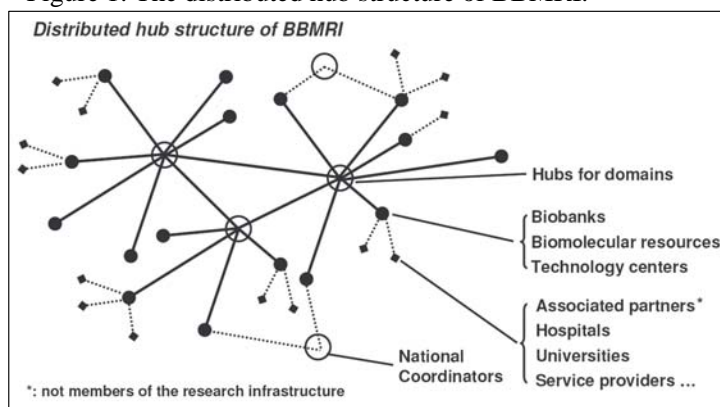 Figure 1. The distributed hub structure of BBMRI.
Distributed hub structure of BBMRI
Hubs for domains
Biobanks
Biomolecular resources
Technology centers
Associated partners*
Hospitals
Universities
Service providers ...
National
Coordinators
*: not members of the research infrastructure